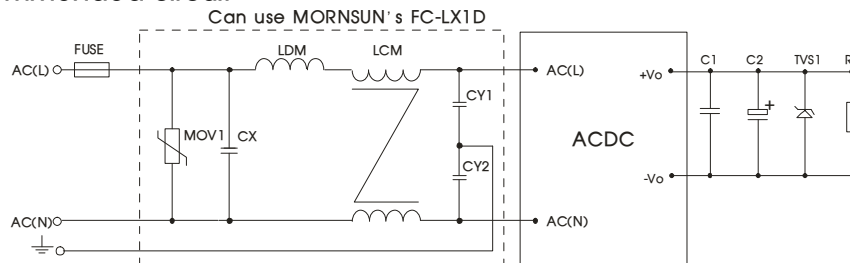 Can use MORNSUN's FC-LX1D
FUSE
LDM
LCM
C1
C2
TVS1
AC(L)
AC(L)
+Vo
CY1
+
MOV1
CX
ACDC
CY2
-Vo
AC(N)
AC(N)